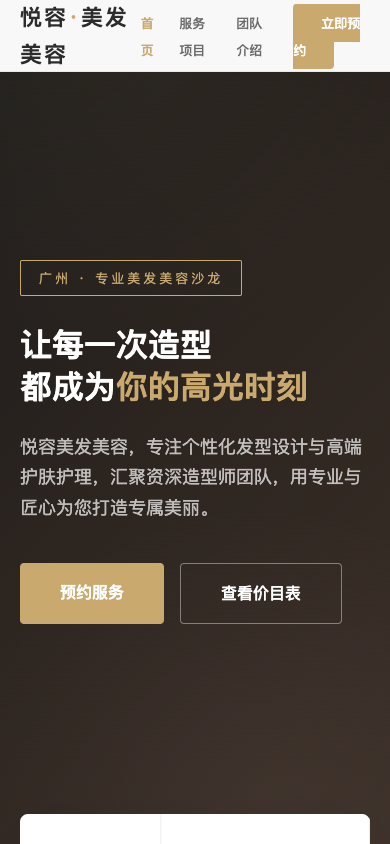 悦容·美发
美容
首
页
服务
项目
团队
介绍
立即预
约
广州 · 专业美发美容沙龙
让每一次造型
都成为你的高光时刻
悦容美发美容，专注个性化发型设计与高端
护肤护理，汇聚资深造型师团队，用专业与
匠心为您打造专属美丽。
预约服务
查看价目表